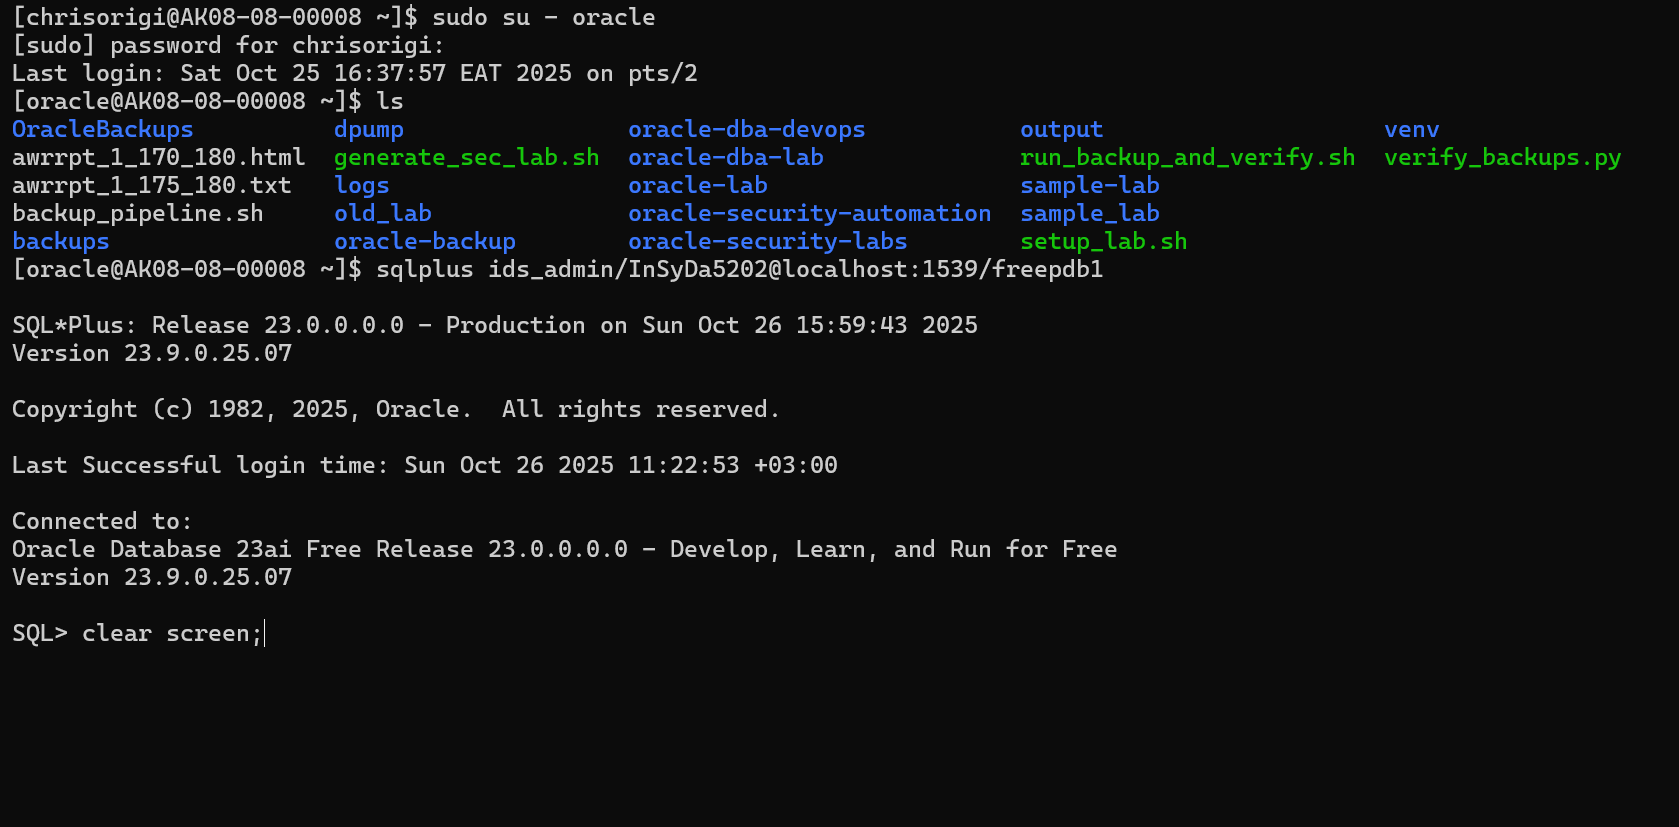 [chrisorigi@AK08-08-00008 ~]$ sudo su - oracle
[sudo] password for chrisorigi:
Last login: Sat Oct 25 16:37:57 EAT 2025 on pts/2
[oracle@AK08-08-00008 ~]$ ls
OracleBackups          dpump                oracle-dba-devops           output                    venv
awrrpt_1_170_180.html  generate_sec_lab.sh  oracle-dba-lab              run_backup_and_verify.sh  verify_backups.py
awrrpt_1_175_180.txt   logs                 oracle-lab                  sample-lab
backup_pipeline.sh     old_lab              oracle-security-automation  sample_lab
backups                oracle-backup        oracle-security-labs        setup_lab.sh
[oracle@AK08-08-00008 ~]$ sqlplus ids_admin/InSyDa5202@localhost:1539/freepdb1
SQL*Plus: Release 23.0.0.0.0 - Production on Sun Oct 26 15:59:43 2025
Version 23.9.0.25.07
Copyright (c) 1982, 2025, Oracle.  All rights reserved.
Last Successful login time: Sun Oct 26 2025 11:22:53 +03:00
Connected to:
Oracle Database 23ai Free Release 23.0.0.0.0 - Develop, Learn, and Run for Free
Version 23.9.0.25.07
SQL> clear screen;